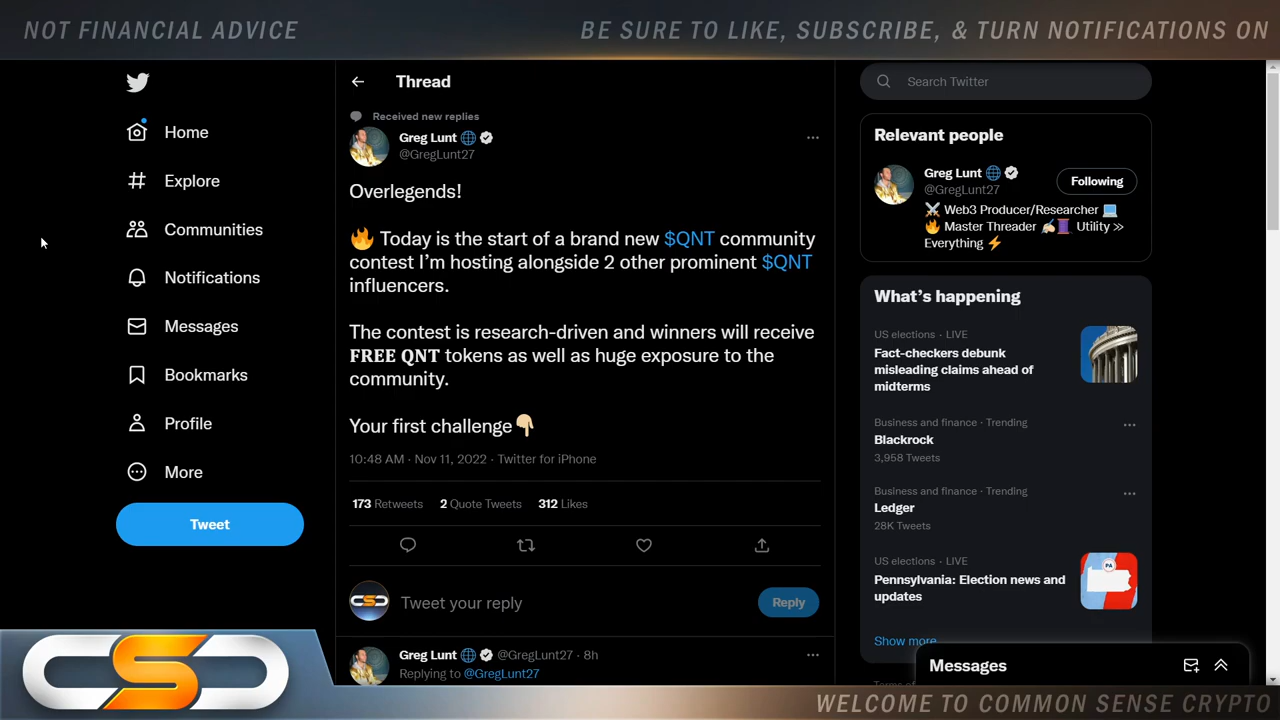 NOT FINANCIAL ADVICE
BE SURE TO LIKE, SUBSCRIBE, & TURN NOTIFICATIONS ON
Home
Explore
Communities
Notifications
Messages
Bookmarks
Profile
More
Tweet
Thread
Received new replies
Greg Lunt
@GregLunt27
Overlegends!
🔥 Today is the start of a brand new $QNT community
contest I’m hosting alongside 2 other prominent $QNT
influencers.
The contest is research-driven and winners will receive
𝐅𝐑𝐄𝐄 𝐐𝐍𝐓 tokens as well as huge exposure to the
community.
Your first challenge👇🏼
10:48 AM · Nov 11, 2022 · Twitter for iPhone
173 Retweets 2 Quote Tweets 312 Likes
CSC
Tweet your reply
Reply
Greg Lunt @GregLunt27 · 8h
Replying to @GregLunt27
Search Twitter
Relevant people
Greg Lunt
@GregLunt27
Following
⚔️ Web3 Producer/Researcher 💻
🔥 Master Threader ✍🏻🧵 Utility ≫
Everything ⚡
What’s happening
US elections · LIVE
Fact-checkers debunk
misleading claims ahead of
midterms
Business and finance · Trending
Blackrock
3,958 Tweets
Business and finance · Trending
Ledger
28K Tweets
US elections · LIVE
Pennsylvania: Election news and
updates
PA
Show more
Messages
CSC
WELCOME TO COMMON SENSE CRYPTO